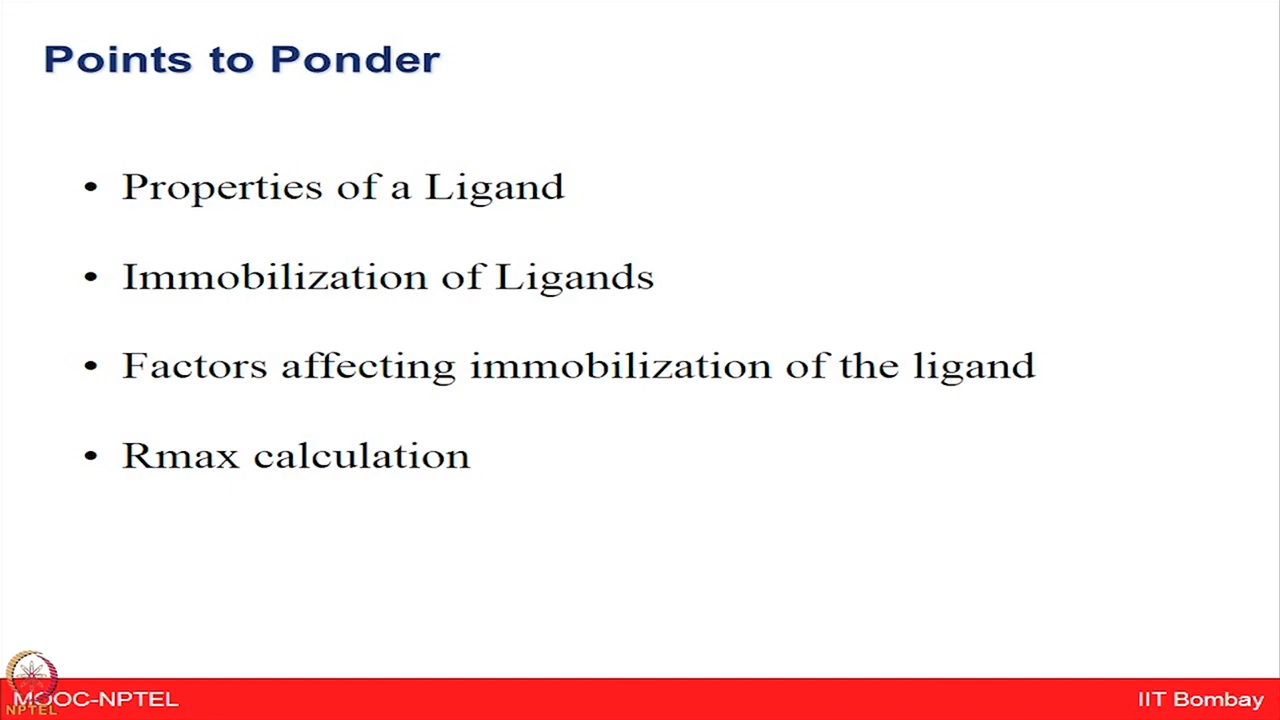 Points to Ponder
• Properties of a Ligand
• Immobilization of Ligands
• Factors affecting immobilization of the ligand
• Rmax calculation
MOOC-NPTEL
NPTEL
IIT Bombay